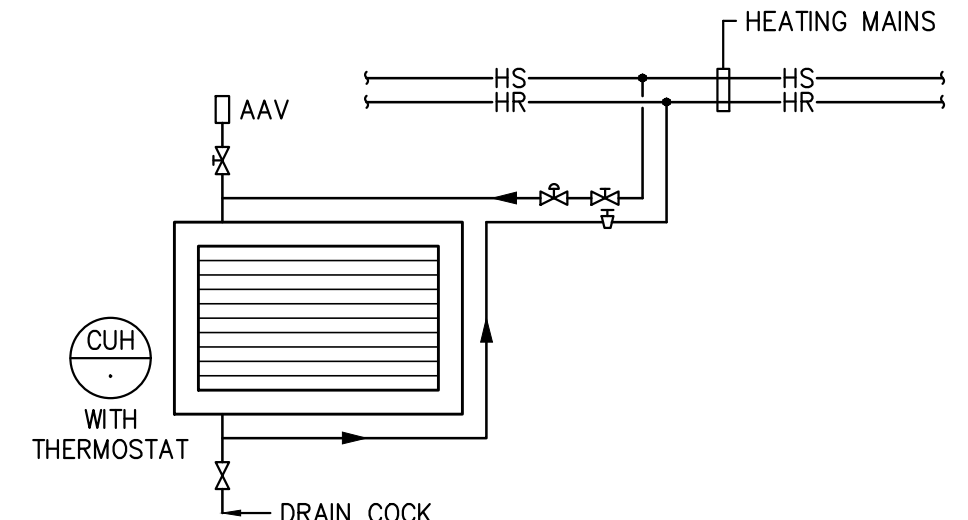 HEATING MAINS
HS HS
HR HR
AAV
CUH
WITH
THERMOSTAT
DRAIN COCK